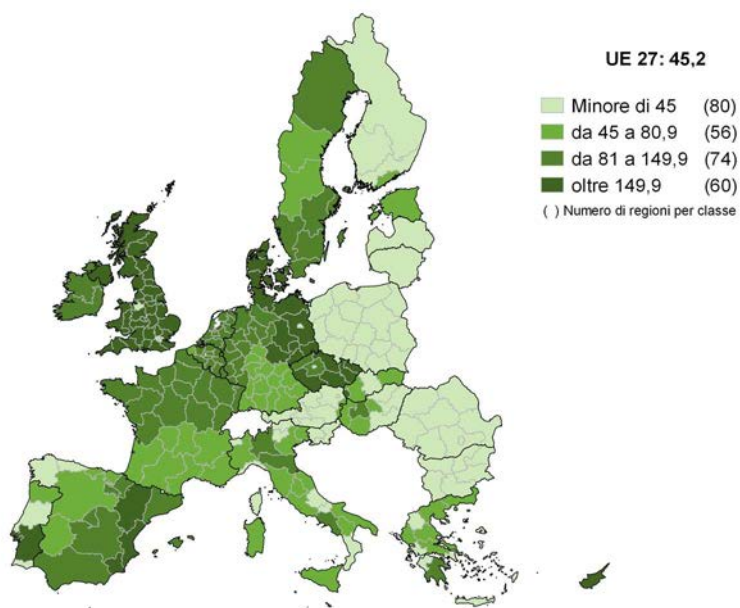 UE 27: 45,2
Minore di 45 (80)
da 45 a 80,9 (56)
da 81 a 149,9 (74)
oltre 149,9 (60)
( ) Numero di regioni per classe